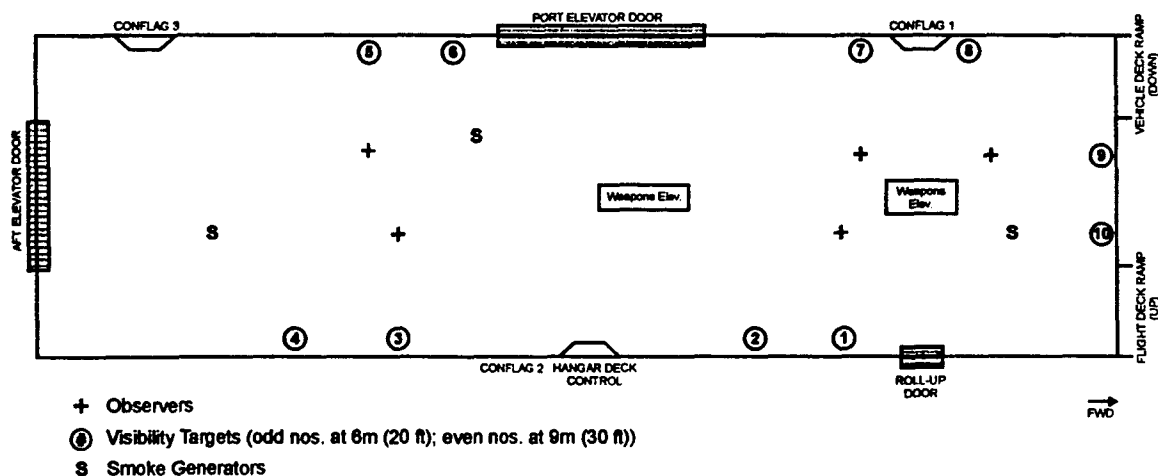 PORT ELEVATOR DOOR
CONFLAG 3
CONFLAG 1
5
6
7
8
VEHICLE DECK RAMP
(DOWN)
S
9
AFT ELEVATOR DOOR
Weapons Elev.
Weapons
Elev.
S
S
10
4
3
2
1
FLIGHT DECK RAMP
(UP)
CONFLAG 2
HANGAR DECK
CONTROL
ROLL-UP
DOOR
FWD
+ Observers
Visibility Targets (odd nos. at 6m (20 ft); even nos. at 9m (30 ft))
S Smoke Generators